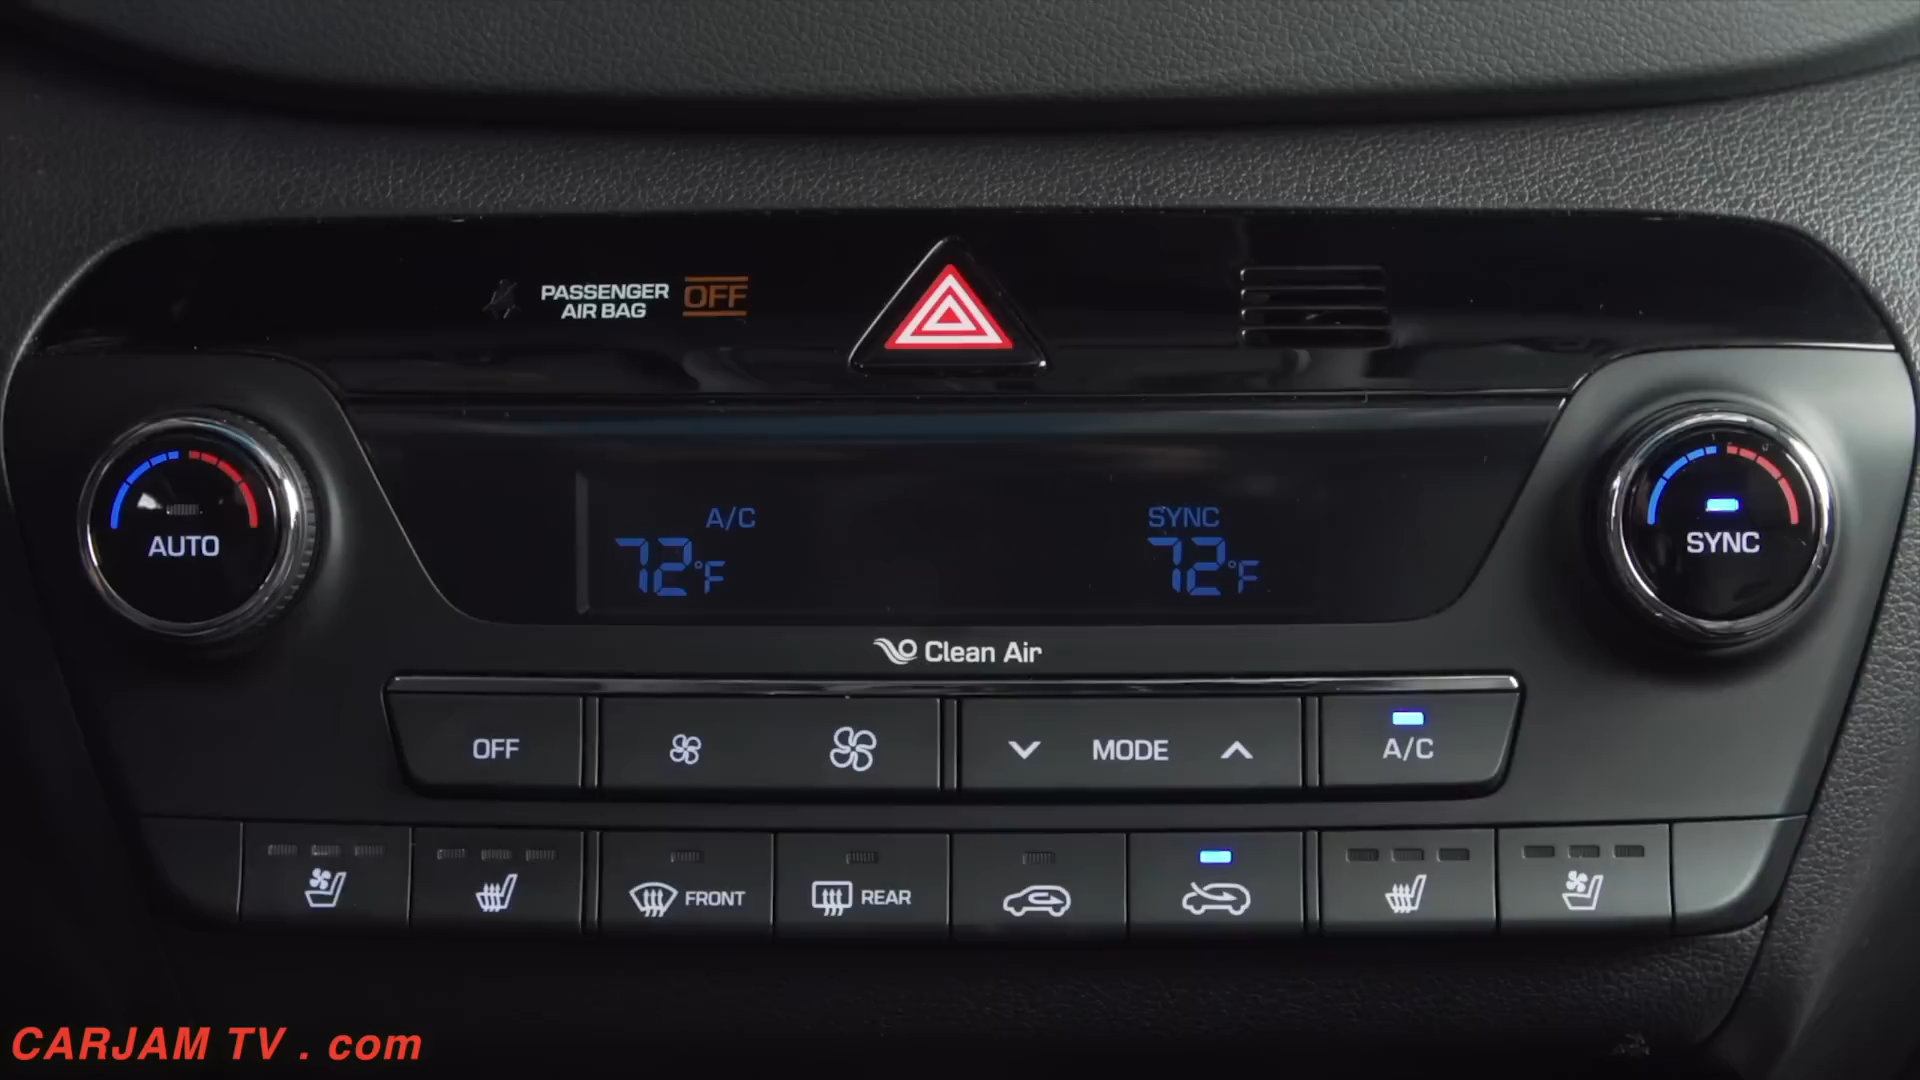 PASSENGER
AIR BAG
OFF
AUTO
A/C
72°F
SYNC
72°F
SYNC
Clean Air
OFF
MODE
A/C
FRONT
REAR
CARJAM TV . com